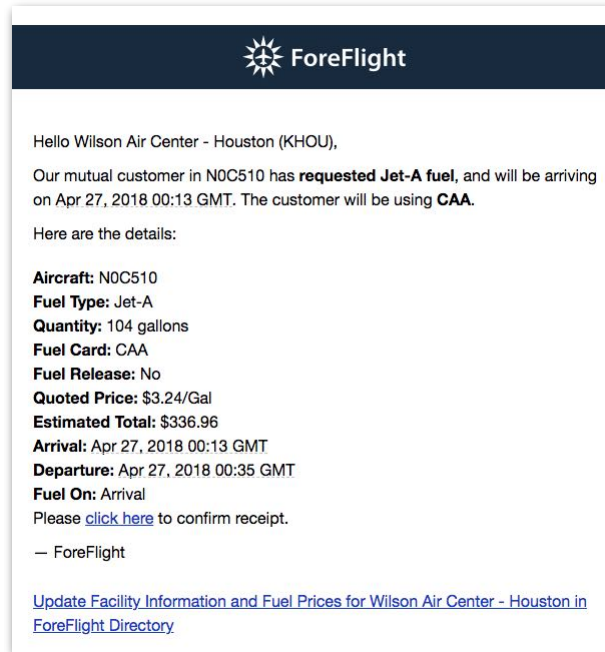 ForeFlight
Hello Wilson Air Center - Houston (KHOU),
Our mutual customer in N0C510 has requested Jet-A fuel, and will be arriving
on Apr 27, 2018 00:13 GMT. The customer will be using CAA.
Here are the details:
Aircraft: N0C510
Fuel Type: Jet-A
Quantity: 104 gallons
Fuel Card: CAA
Fuel Release: No
Quoted Price: $3.24/Gal
Estimated Total: $336.96
Arrival: Apr 27, 2018 00:13 GMT
Departure: Apr 27, 2018 00:35 GMT
Fuel On: Arrival
Please click here to confirm receipt.
— ForeFlight
Update Facility Information and Fuel Prices for Wilson Air Center - Houston in
ForeFlight Directory